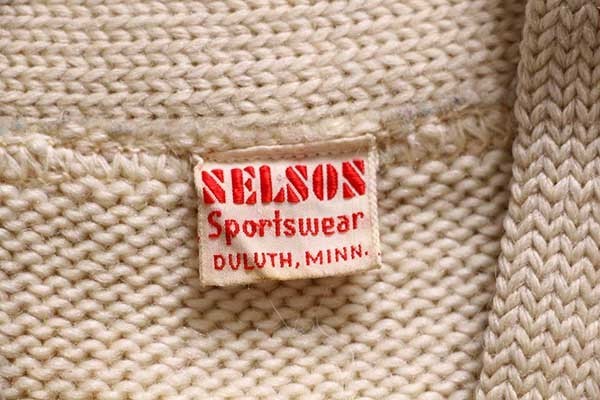 NELSON
Sportswear
DULUTH, MINN.